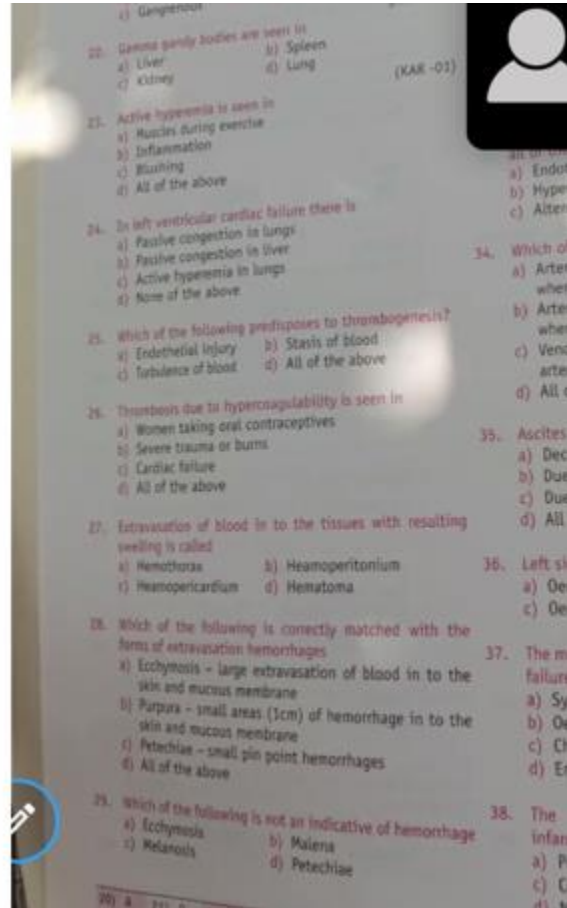 c) Gangrenous
22. Gamma gandy bodies are seen in
a) Liver b) Spleen
c) Kidney d) Lung (KAR -01)
23. Active hyperemia is seen in
a) Muscles during exercise
b) Inflammation
c) Blushing
d) All of the above
24. In left ventricular cardiac failure there is
a) Passive congestion in lungs
b) Passive congestion in liver
c) Active hyperemia in lungs
d) None of the above
25. Which of the following predisposes to thrombogenesis?
a) Endothelial injury b) Stasis of blood
c) Turbulence of blood d) All of the above
26. Thrombosis due to hypercoagulability is seen in
a) Women taking oral contraceptives
b) Severe trauma or burns
c) Cardiac failure
d) All of the above
27. Extravasation of blood in to the tissues with resulting
swelling is called
a) Hemothorax b) Heamoperitonium
c) Heamopericardium d) Hematoma
28. Which of the following is correctly matched with the
forms of extravasation hemorrhages
a) Ecchymosis – large extravasation of blood in to the
skin and mucous membrane
b) Purpura – small areas (1cm) of hemorrhage in to the
skin and mucous membrane
c) Petechiae – small pin point hemorrhages
d) All of the above
29. Which of the following is not an indicative of hemorrhage
a) Ecchymosis b) Malena
c) Melanosis d) Petechiae
20) a
a) Endot
b) Hype
c) Alter
34. Which o
a) Arte
whe
b) Arte
whe
c) Veno
arte
d) All
35. Ascites
a) Dec
b) Due
c) Due
d) All
36. Left si
a) Oe
c) Oe
37. The m
failure
a) Sy
b) Oe
c) Ch
d) E
38. The
infar
a) P
c) C